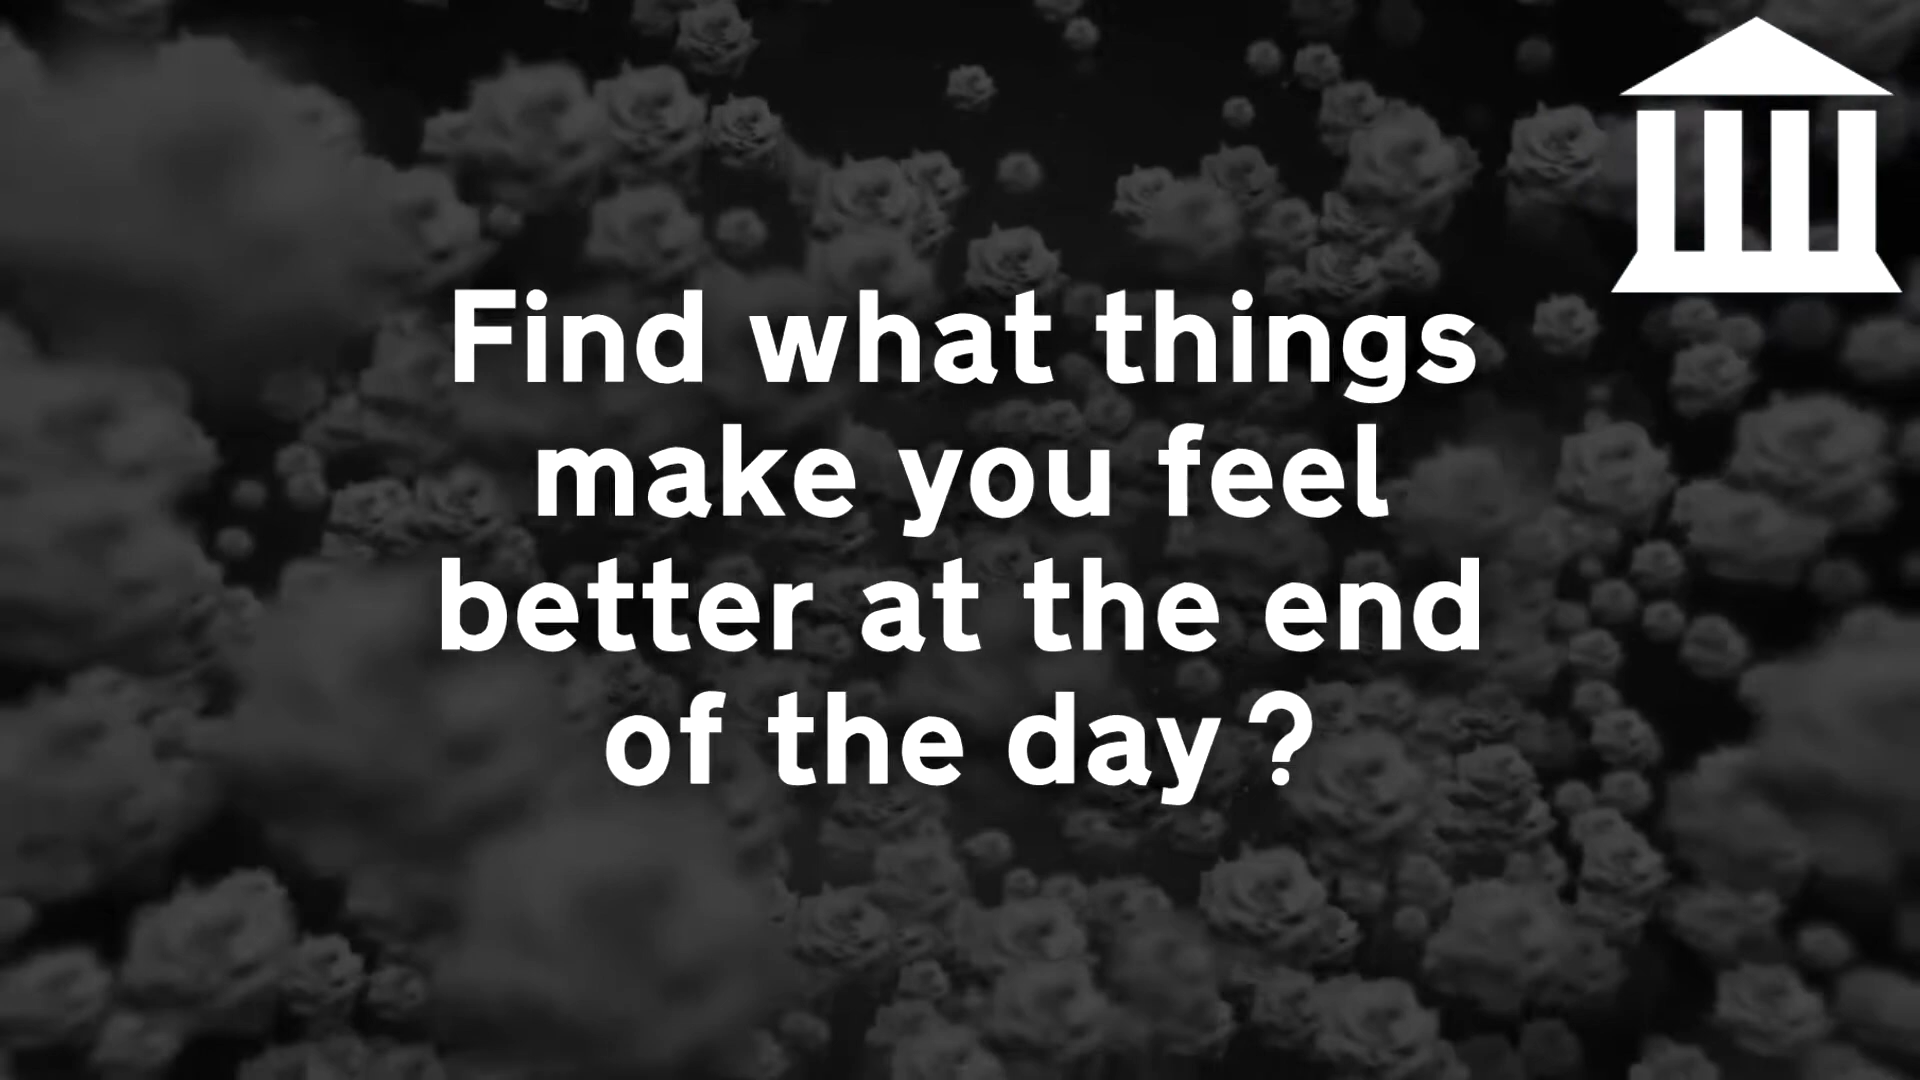 Find what things
make you feel
better at the end
of the day ?